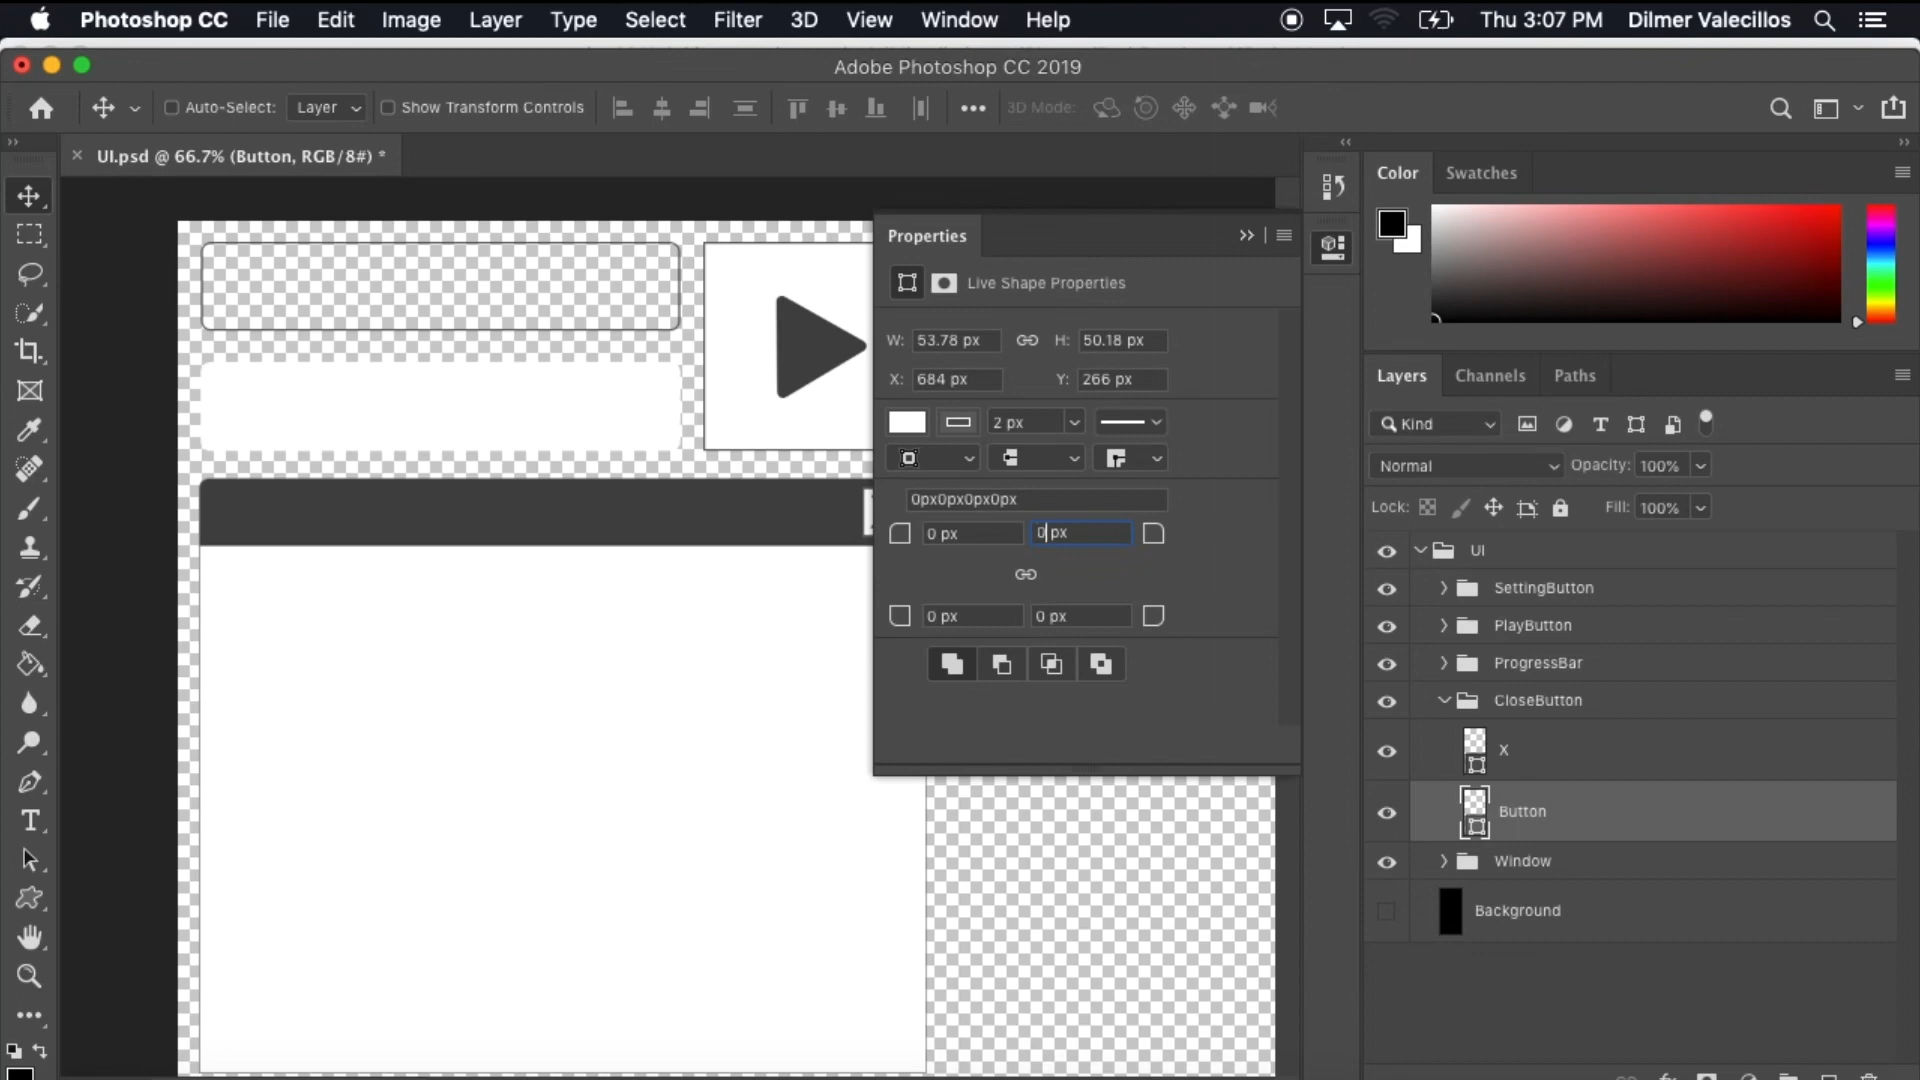 Photoshop CC File Edit Image Layer Type Select Filter 3D View Window Help Thu 3:07 PM Dilmer Valecillos
Adobe Photoshop CC 2019
Auto-Select: Layer Show Transform Controls 3D Mode:
UI.psd @ 66.7% (Button, RGB/8#) *
Color Swatches
Properties
Live Shape Properties
W: 53.78 px H: 50.18 px
X: 684 px Y: 266 px
2 px
0px0px0px0px
0 px 0 px
0 px 0 px
Layers Channels Paths
Kind
Normal Opacity: 100%
Lock: Fill: 100%
UI
SettingButton
PlayButton
ProgressBar
CloseButton
X
Button
Window
Background